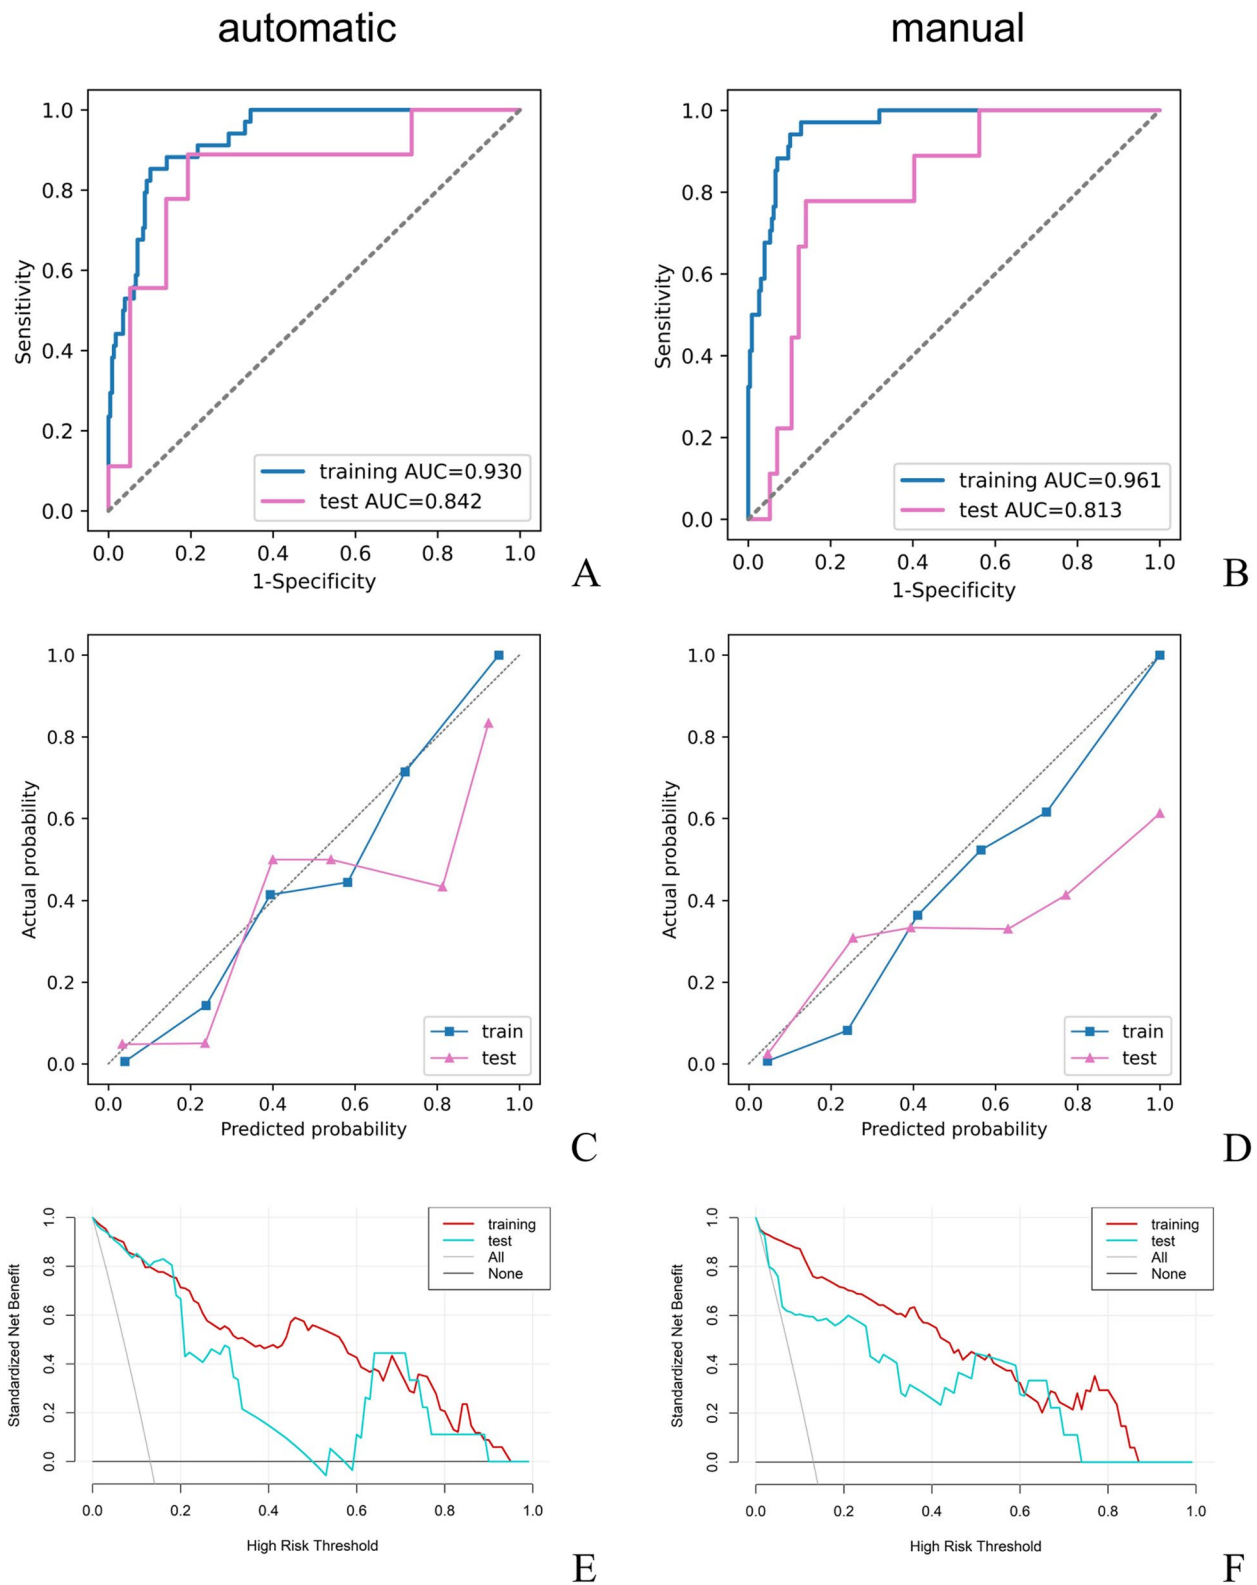 automatic
manual
1.0
0.8
0.6
0.4
0.2
0.0
Sensitivity
training AUC=0.930
test AUC=0.842
0.0 0.2 0.4 0.6 0.8 1.0
1-Specificity
A
1.0
0.8
0.6
0.4
0.2
0.0
Sensitivity
training AUC=0.961
test AUC=0.813
0.0 0.2 0.4 0.6 0.8 1.0
1-Specificity
B
1.0
0.8
0.6
0.4
0.2
0.0
Actual probability
train
test
0.0 0.2 0.4 0.6 0.8 1.0
Predicted probability
C
1.0
0.8
0.6
0.4
0.2
0.0
Actual probability
train
test
0.0 0.2 0.4 0.6 0.8 1.0
Predicted probability
D
1.0
0.8
0.6
0.4
0.2
0.0
Standardized Net Benefit
training
test
All
None
0.0 0.2 0.4 0.6 0.8 1.0
High Risk Threshold
E
1.0
0.8
0.6
0.4
0.2
0.0
Standardized Net Benefit
training
test
All
None
0.0 0.2 0.4 0.6 0.8 1.0
High Risk Threshold
F